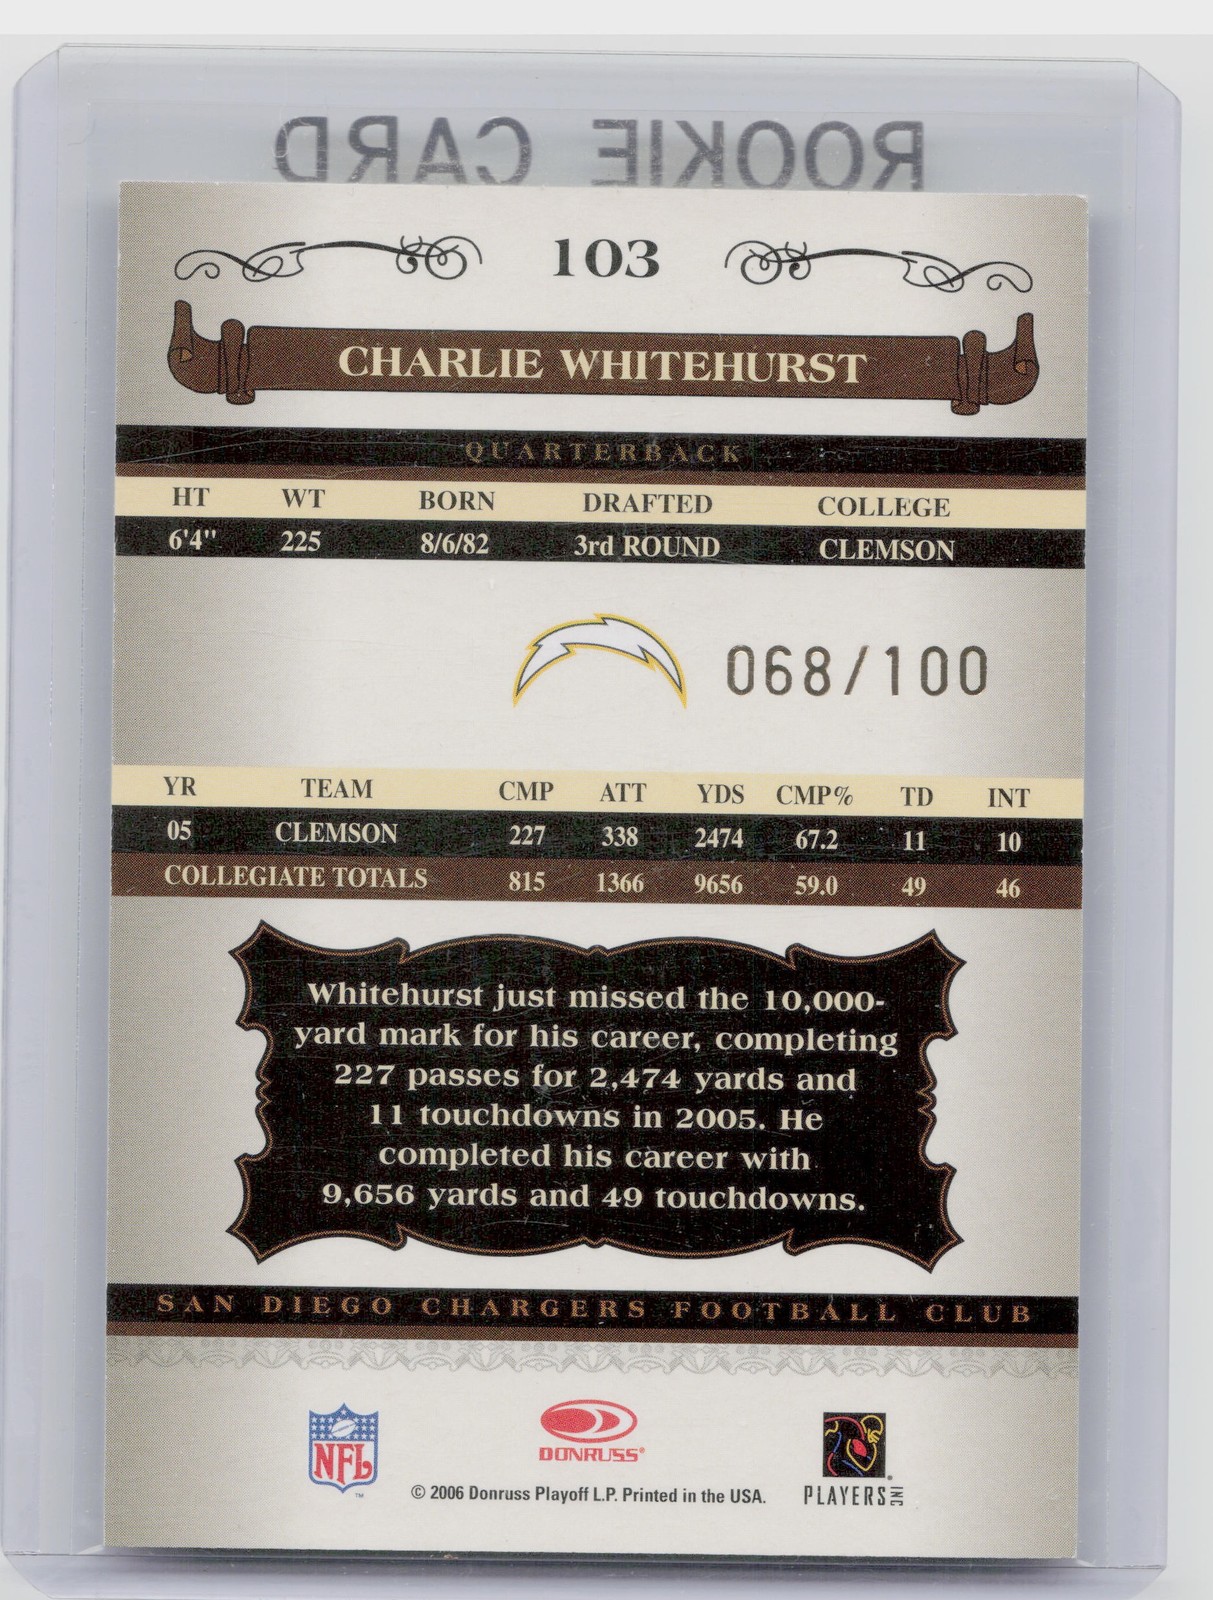 ROOKIE CARD
103
CHARLIE WHITEHURST
QUARTERBACK
HT WT BORN DRAFTED COLLEGE
6'4" 225 8/6/82 3rd ROUND CLEMSON
068/100
YR TEAM CMP ATT YDS CMP% TD INT
05 CLEMSON 227 338 2474 67.2 11 10
COLLEGIATE TOTALS 815 1366 9656 59.0 49 46
Whitehurst just missed the 10,000-
yard mark for his career, completing
227 passes for 2,474 yards and
11 touchdowns in 2005. He
completed his career with
9,656 yards and 49 touchdowns.
SAN DIEGO CHARGERS FOOTBALL CLUB
NFL
™
DONRUSS®
© 2006 Donruss Playoff L.P. Printed in the USA.
PLAYERS INC